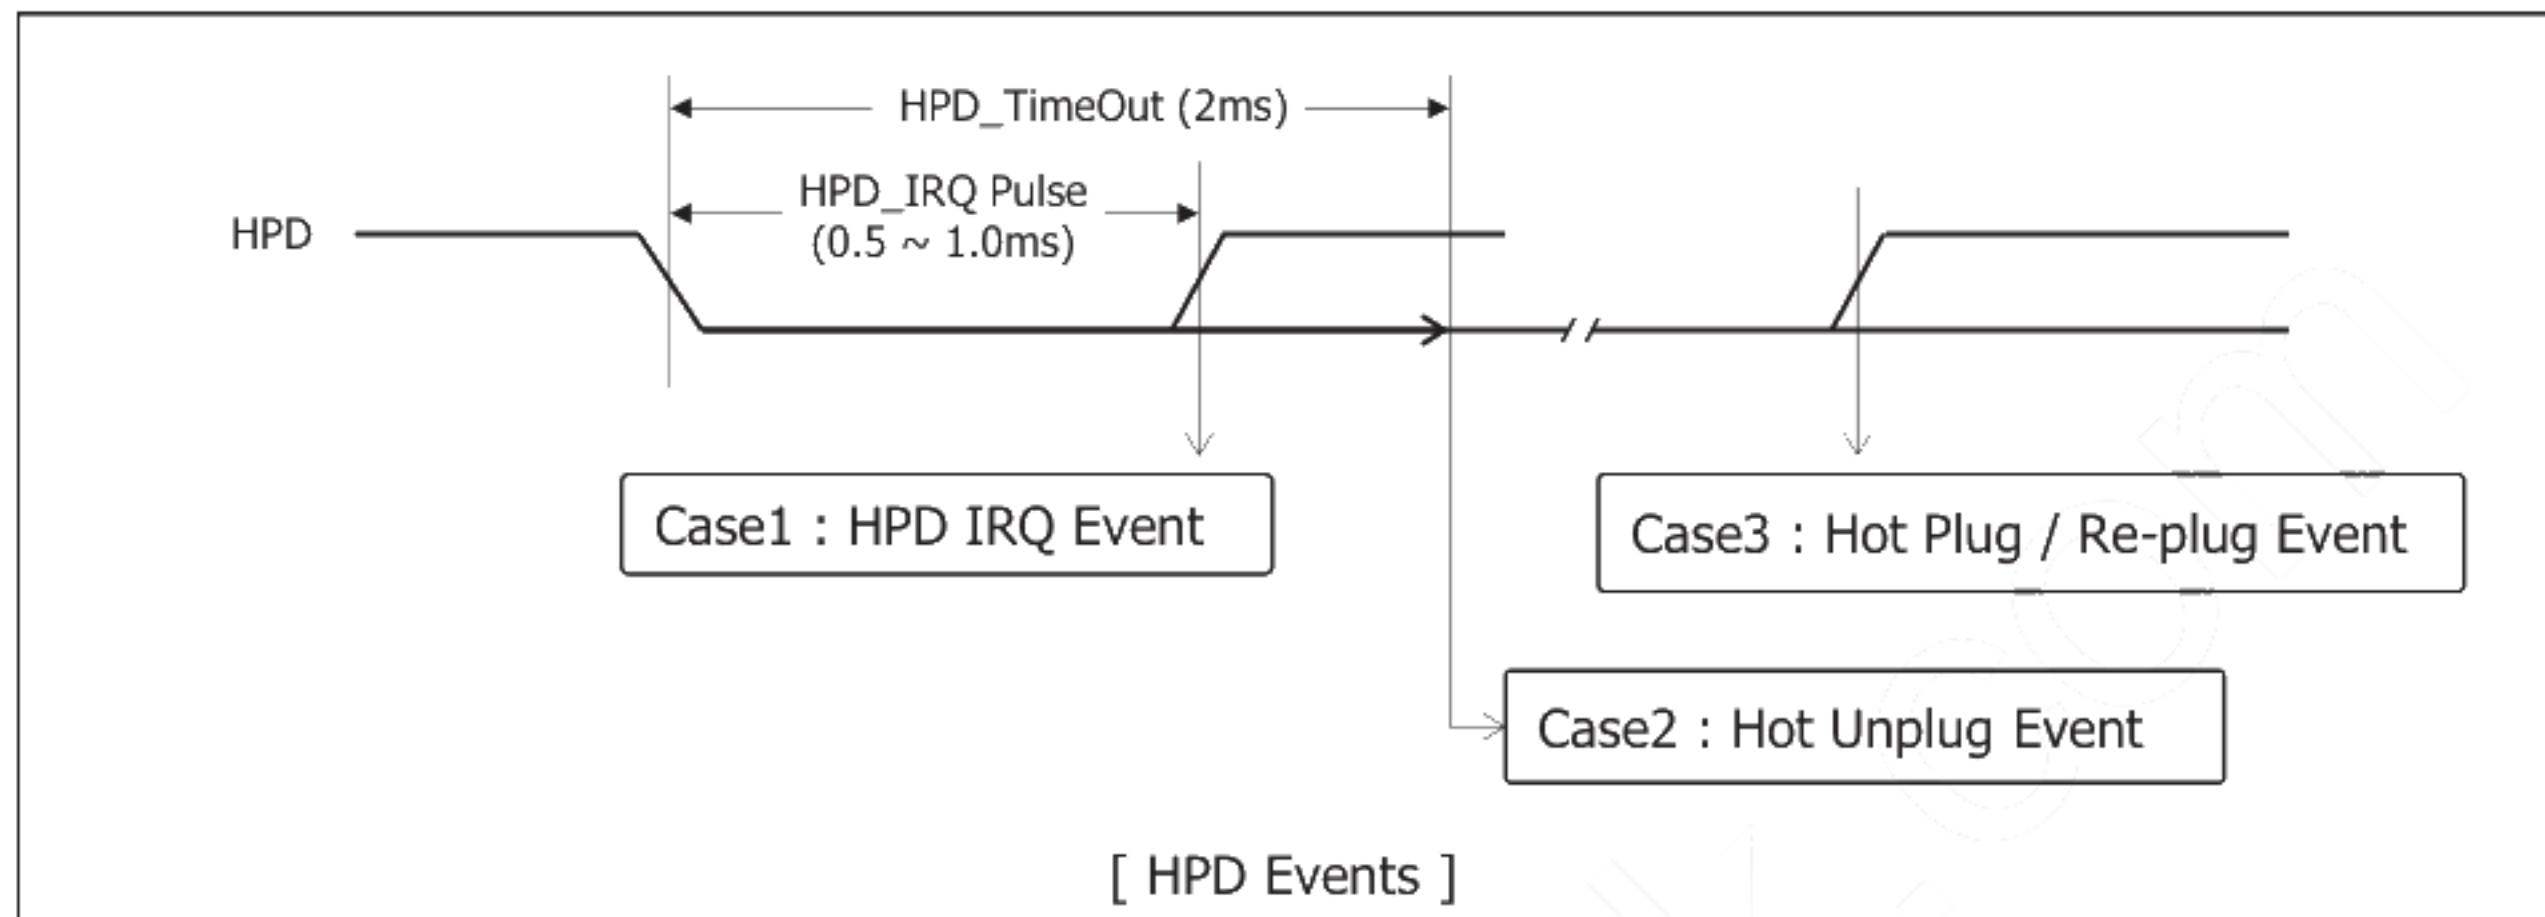 HPD_TimeOut (2ms)
HPD_IRQ Pulse
(0.5 ~ 1.0ms)
HPD
Case1 : HPD IRQ Event
Case3 : Hot Plug / Re-plug Event
Case2 : Hot Unplug Event
[ HPD Events ]